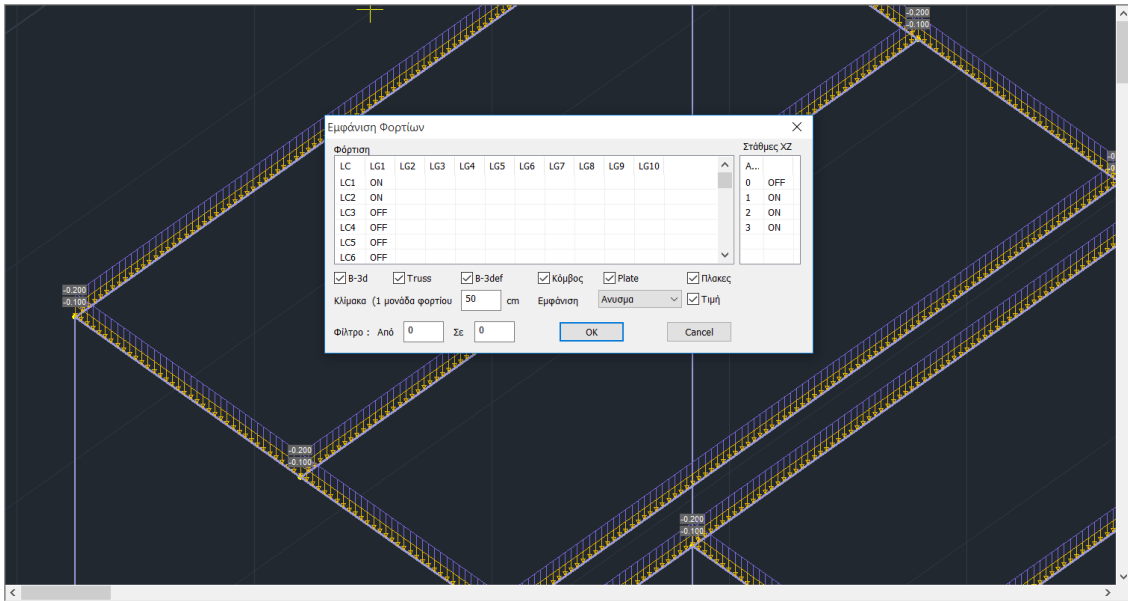 -0.200
-0.100
-0.200
-0.100
-0.200
-0.100
-0.200
-0.100
Εμφάνιση Φορτίων
Φόρτιση
Στάθμες XZ
LC LG1 LG2 LG3 LG4 LG5 LG6 LG7 LG8 LG9 LG10
LC1 ON
LC2 ON
LC3 OFF
LC4 OFF
LC5 OFF
LC6 OFF
Α...
0 OFF
1 ON
2 ON
3 ON
B-3d Truss B-3def Κόμβος Plate Πλακες
Κλίμακα (1 μονάδα φορτίου 50 cm Εμφάνιση Ανυσμα Τιμή
Φίλτρο : Από 0 Σε 0 OK Cancel